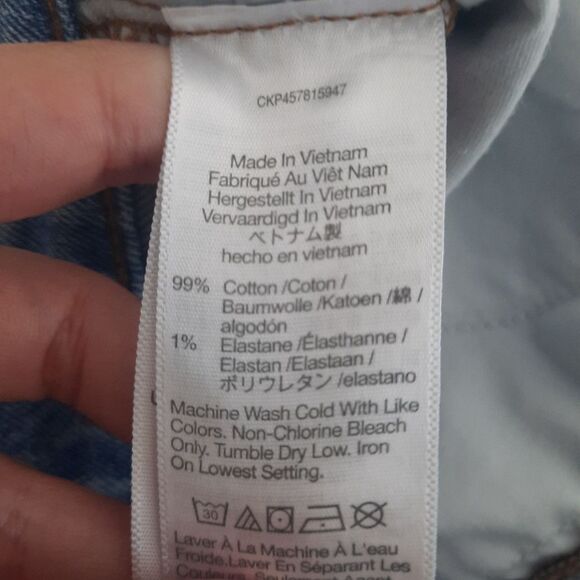 CKP457815947
Made In Vietnam
Fabriqué Au Viêt Nam
Hergestellt In Vietnam
Vervaardigd In Vietnam
ベトナム製
hecho en vietnam
99% Cotton /Coton /
Baumwolle /Katoen /綿 /
algodón
1% Elastane /Élasthanne /
Elastan /Elastaan /
ポリウレタン /elastano
Machine Wash Cold With Like
Colors. Non-Chlorine Bleach
Only. Tumble Dry Low. Iron
On Lowest Setting.
30
Laver À La Machine À L'eau
Froide.Laver En Séparant Les
Couleurs. Seulement Agent